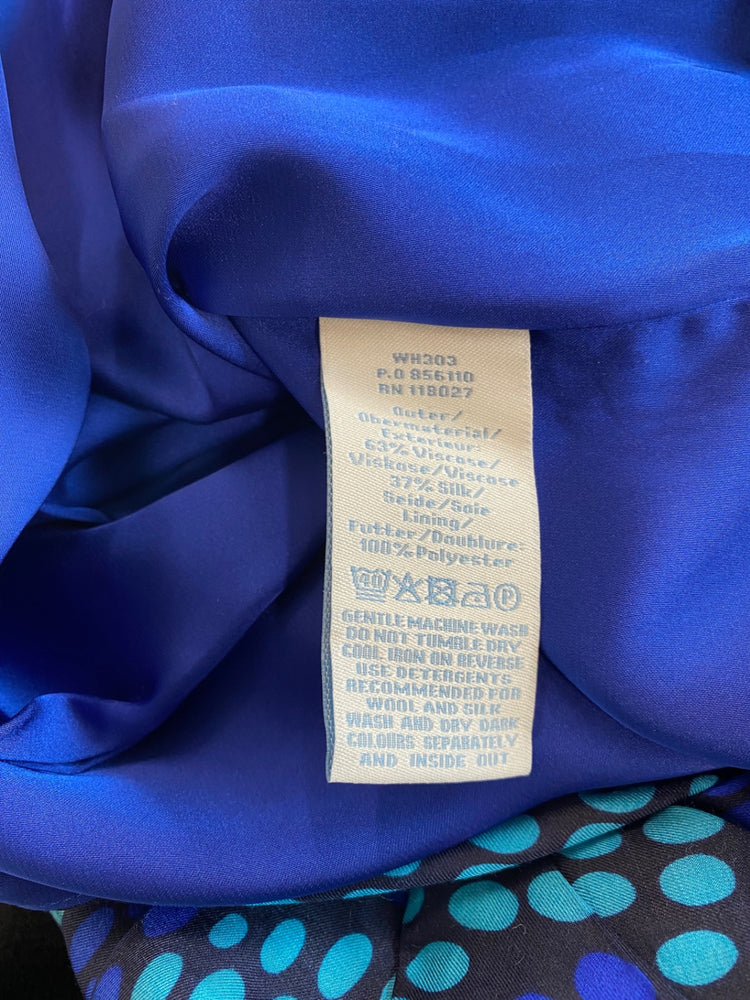 WH303
P.O 856110
RN 118027
Outer/
Obermaterial/
Exterieur:
63% Viscose/
Viskose/Viscose
37% Silk/
Seide/Soie
Lining/
Futter/Doublure:
100% Polyester
40 P
GENTLE MACHINE WASH
DO NOT TUMBLE DRY
COOL IRON ON REVERSE
USE DETERGENTS
RECOMMENDED FOR
WOOL AND SILK
WASH AND DRY DARK
COLOURS SEPARATELY
AND INSIDE OUT